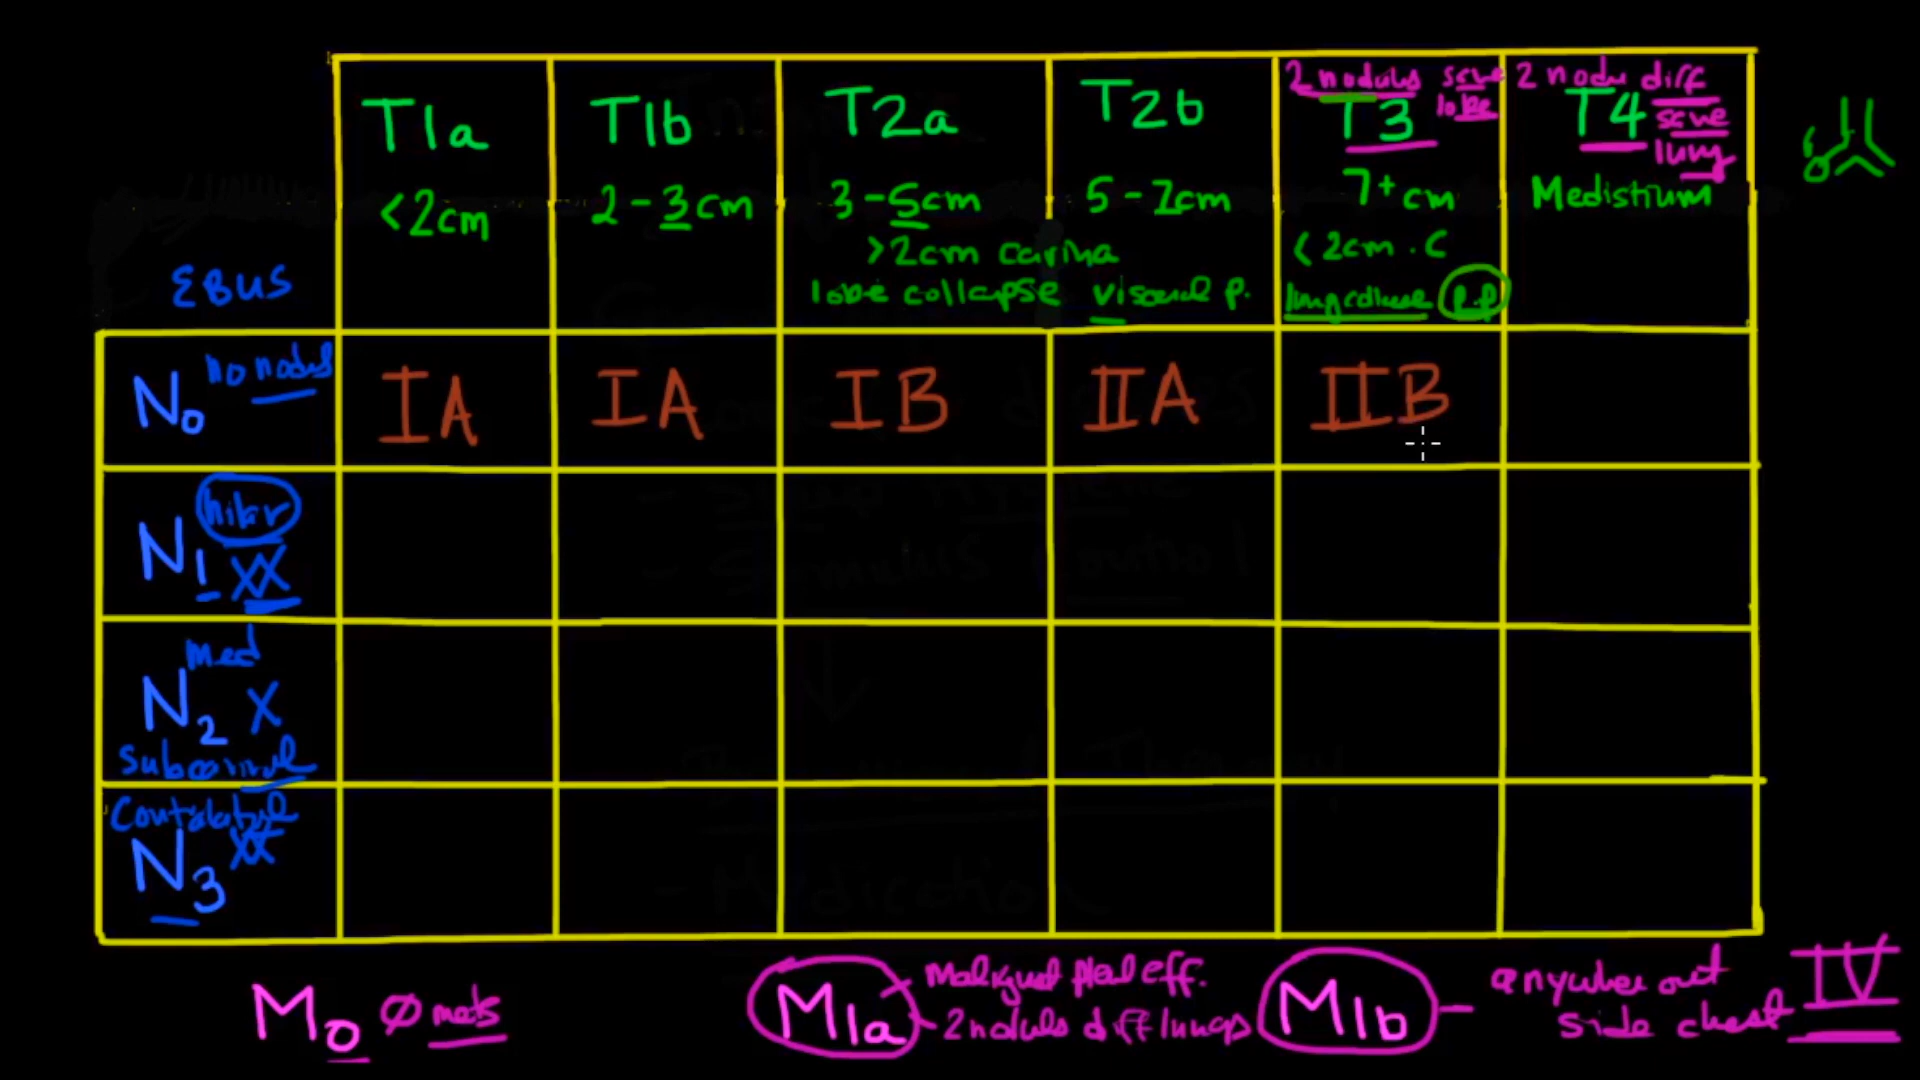 2 nodules same lobe
2 nodu diff same lung
T1a T1b T2a T2b T3 T4
<2cm 2-3cm 3-5cm 5-7cm 7+ cm Medistium
>2cm carina <2cm . C
lobe collapse visceral p. lung collapse P.P
EBUS
N0 no nodes IA IA IB IIA IIB
N1 hilar XX
Med
N2 X
subcarinal
Contralateral
N3 XX
M0 Ø mets
M1a malignant pleal eff.
2 noduls diff lungs
M1b - anywhere out side chest IV